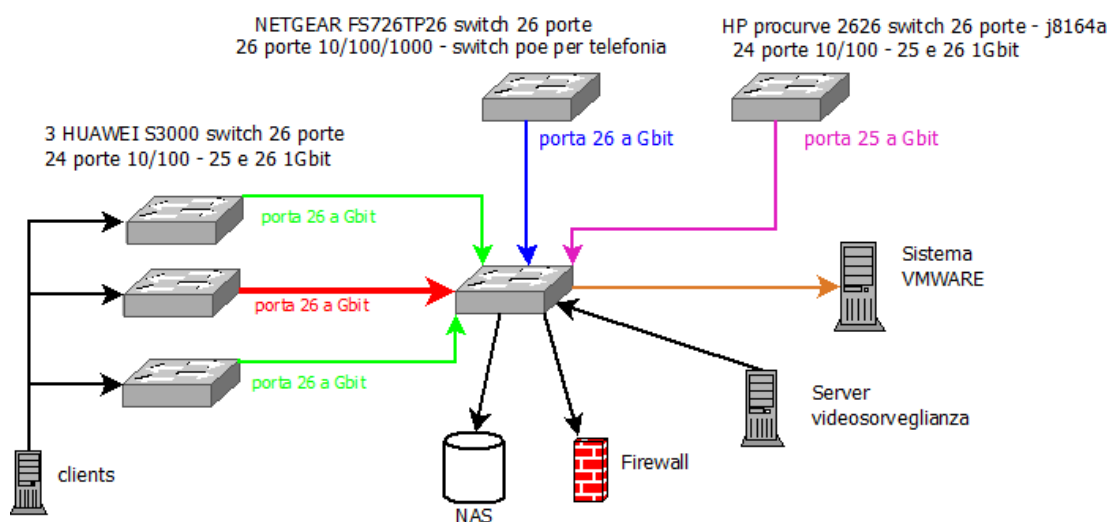 NETGEAR FS726TP26 switch 26 porte
26 porte 10/100/1000 - switch poe per telefonia
HP procurve 2626 switch 26 porte - j8164a
24 porte 10/100 - 25 e 26 1Gbit
3 HUAWEI S3000 switch 26 porte
24 porte 10/100 - 25 e 26 1Gbit
porta 26 a Gbit
porta 25 a Gbit
porta 26 a Gbit
porta 26 a Gbit
porta 26 a Gbit
Sistema
VMWARE
Server
videosorveglianza
clients
Firewall
NAS